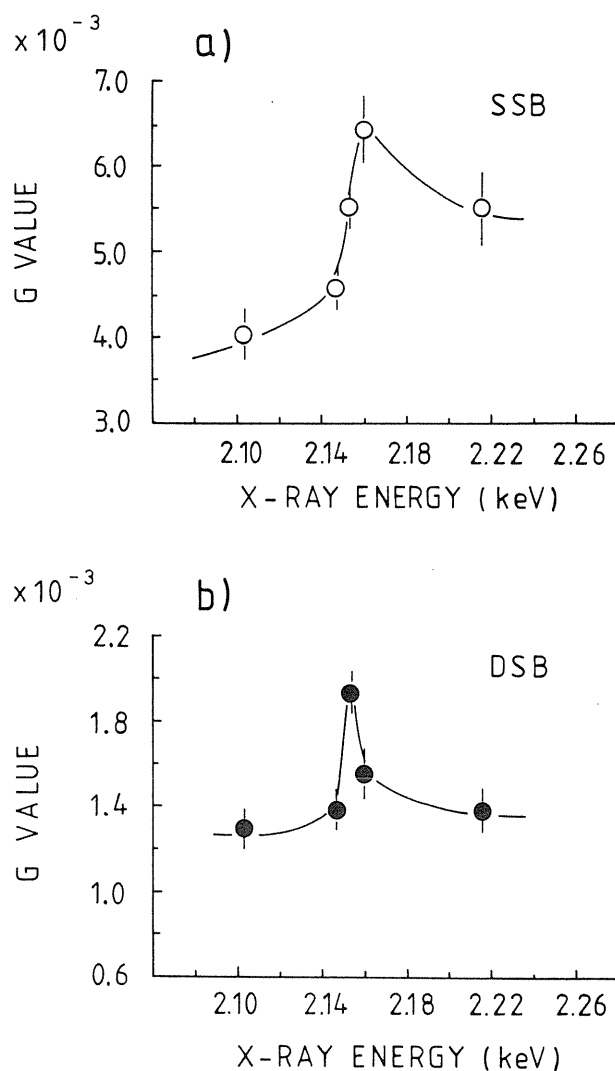 x10-3
a)
SSB
7.0
6.0
5.0
4.0
3.0
G VALUE
2.10 2.14 2.18 2.22 2.26
X-RAY ENERGY (keV)
x10-3
b)
DSB
2.2
1.8
1.4
1.0
0.6
G VALUE
2.10 2.14 2.18 2.22 2.26
X-RAY ENERGY (keV)